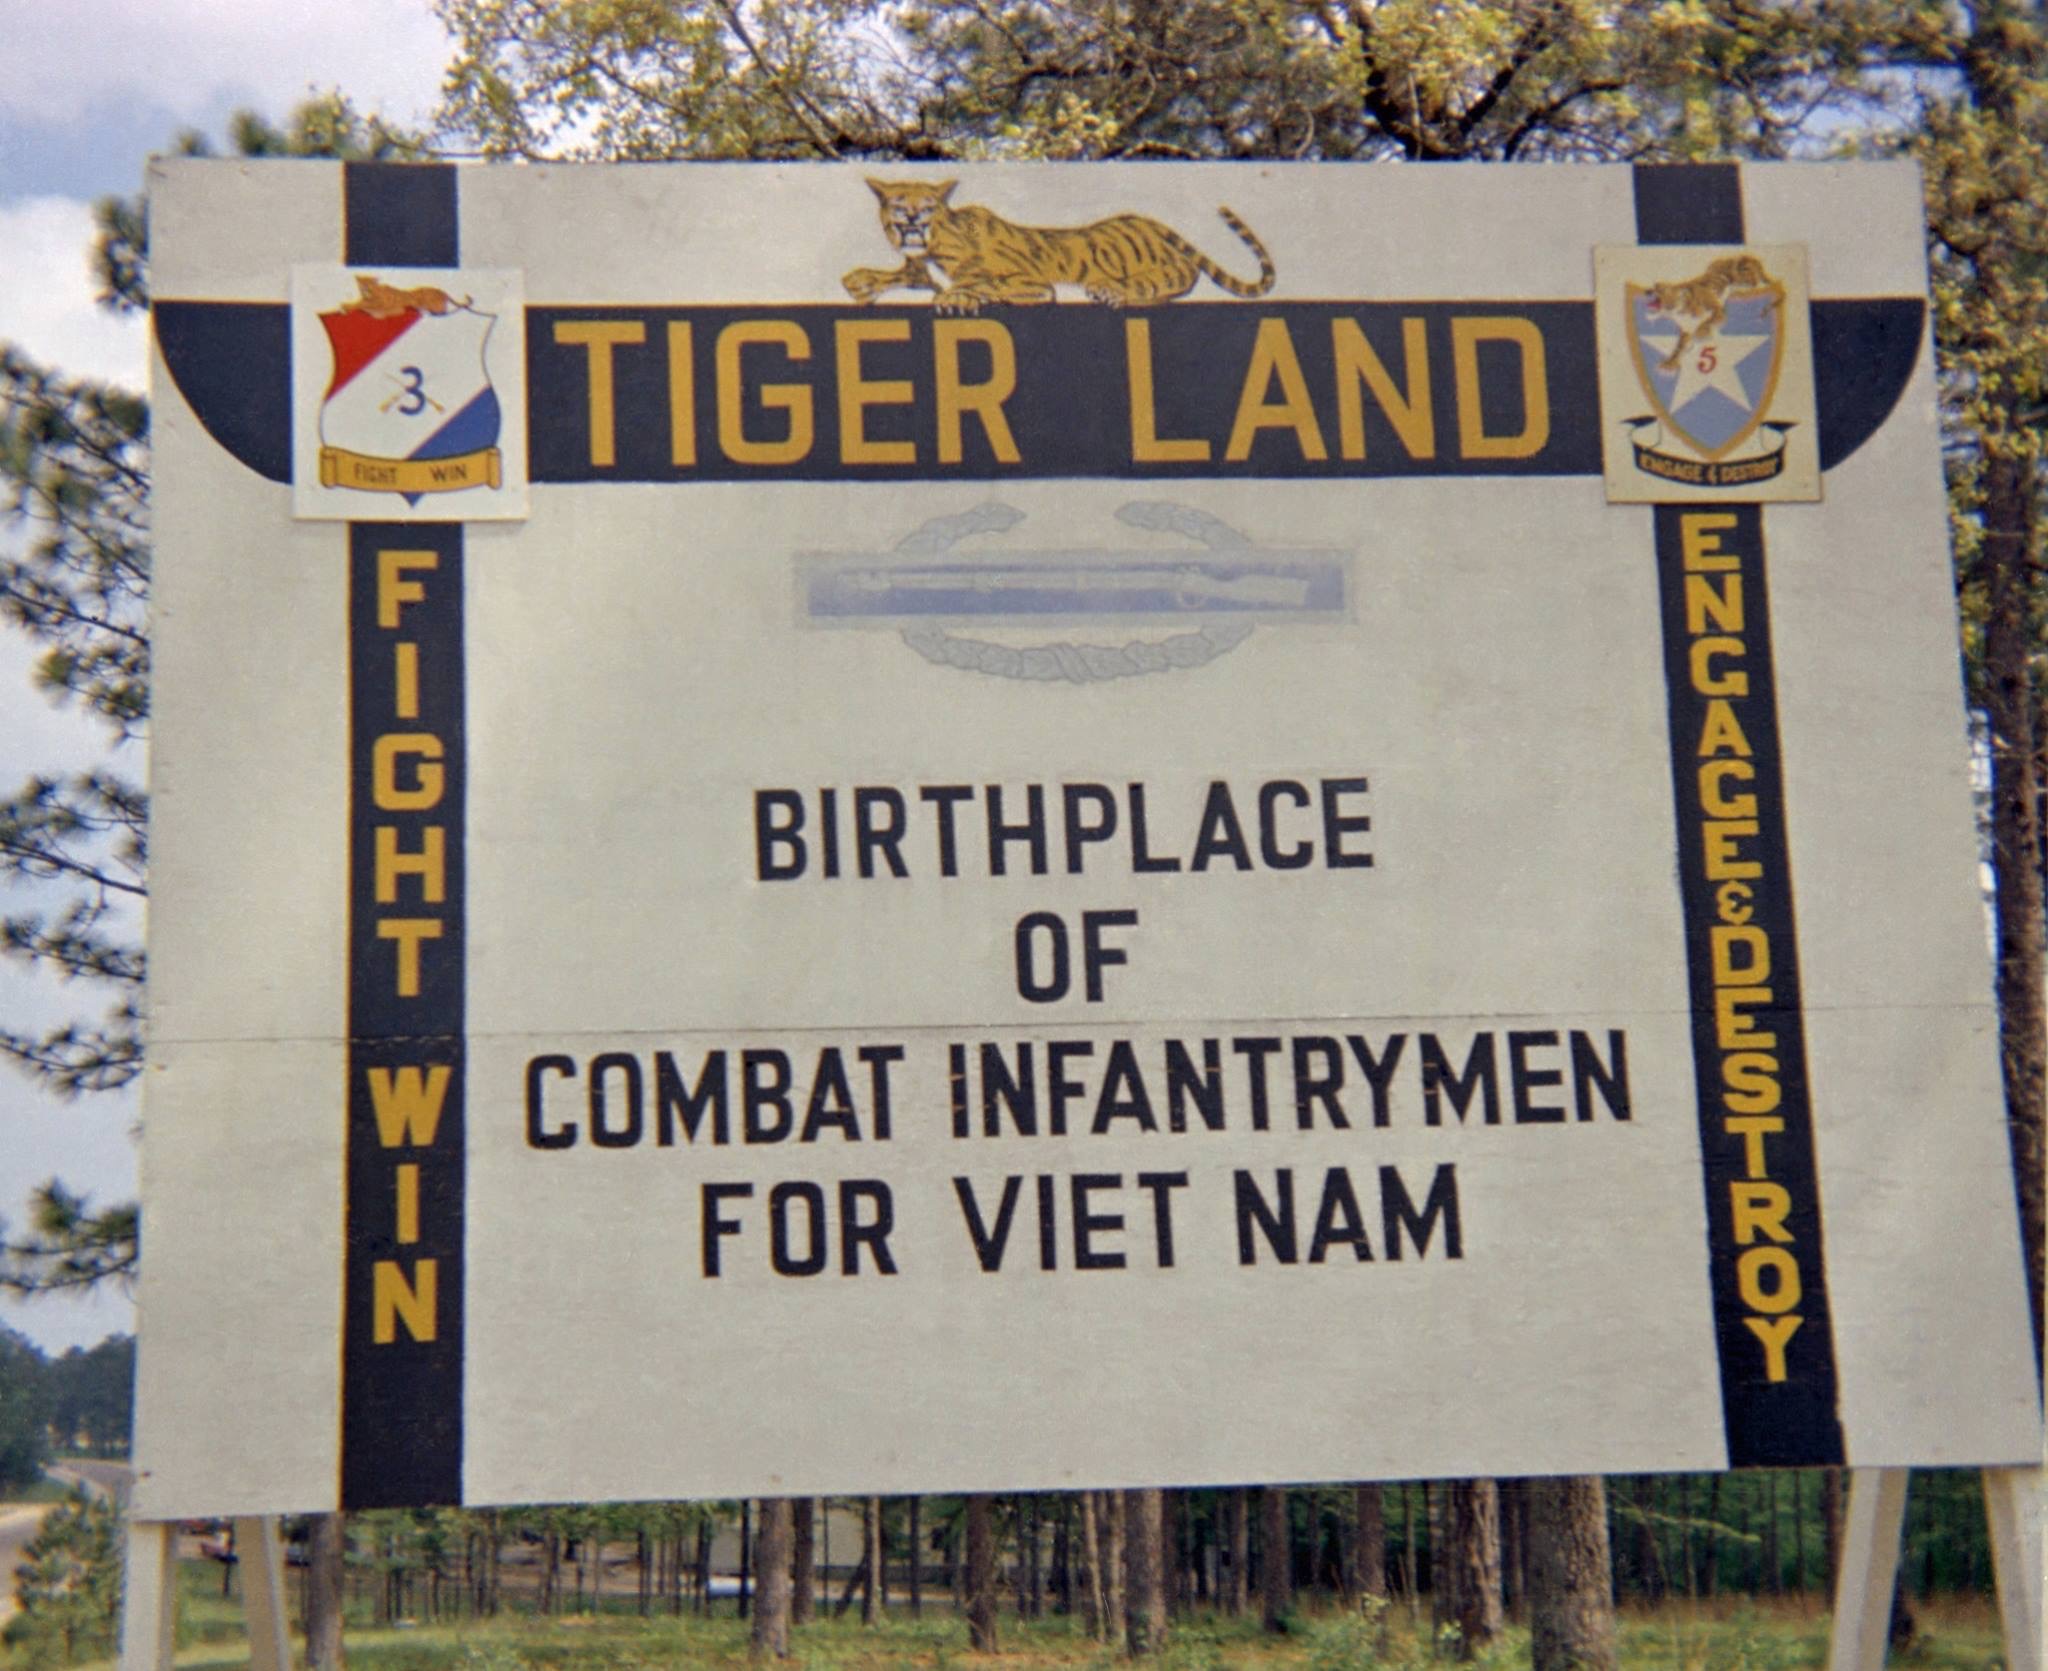 TIGER LAND
3
FIGHT WIN
5
ENGAGE & DESTROY
FIGHT WIN
BIRTHPLACE
OF
COMBAT INFANTRYMEN
FOR VIET NAM
ENGAGE & DESTROY